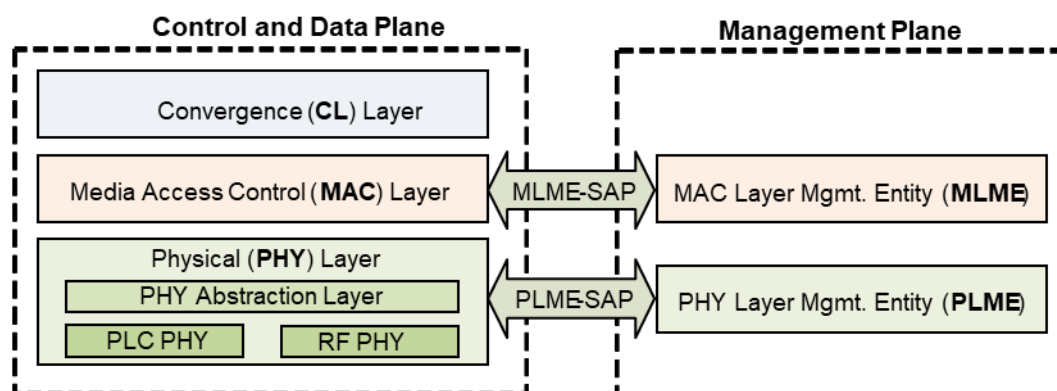 Control and Data Plane
Management Plane
Convergence (CL) Layer
Media Access Control (MAC) Layer
MLME-SAP
MAC Layer Mgmt. Entity (MLME)
Physical (PHY) Layer
PHY Abstraction Layer
PLC PHY
RF PHY
PLME-SAP
PHY Layer Mgmt. Entity (PLME)